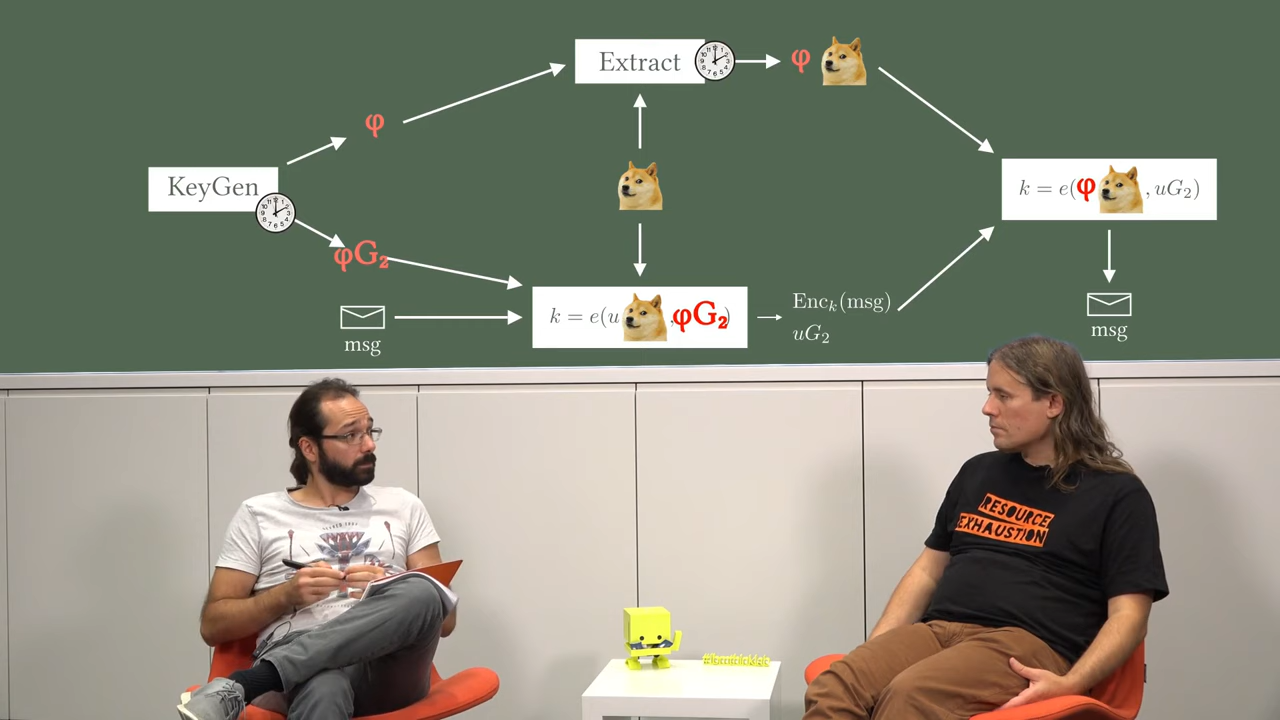 Extract
φ
φ
KeyGen
k = e(φ , uG₂)
φG₂
k = e(u , φG₂)
msg
Encₖ(msg)
uG₂
msg
RESOURCE
EXHAUSTION